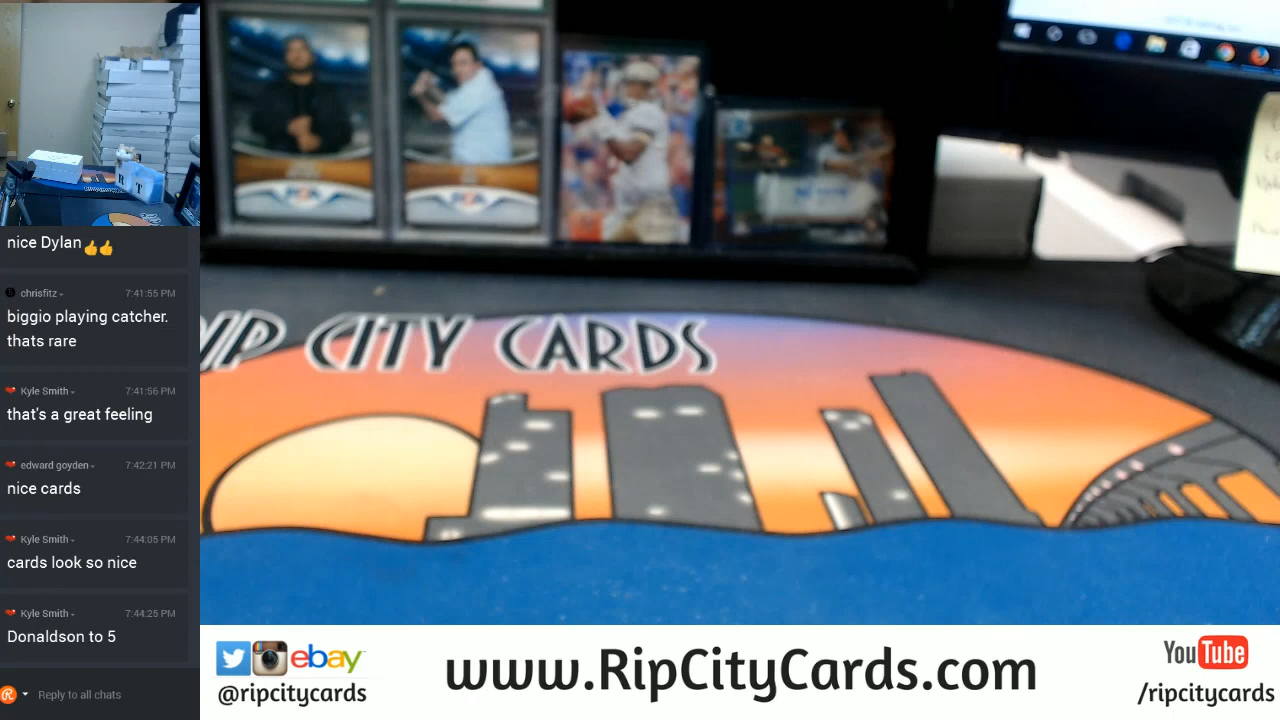 nice Dylan 👍👍
chrisfitz 7:41:55 PM
biggio playing catcher.
thats rare
Kyle Smith 7:41:56 PM
that's a great feeling
edward goyden 7:42:21 PM
nice cards
Kyle Smith 7:44:05 PM
cards look so nice
Kyle Smith 7:44:25 PM
Donaldson to 5
Reply to all chats
RIP CITY CARDS
ebay
@ripcitycards
www.RipCityCards.com
YouTube
/ripcitycards